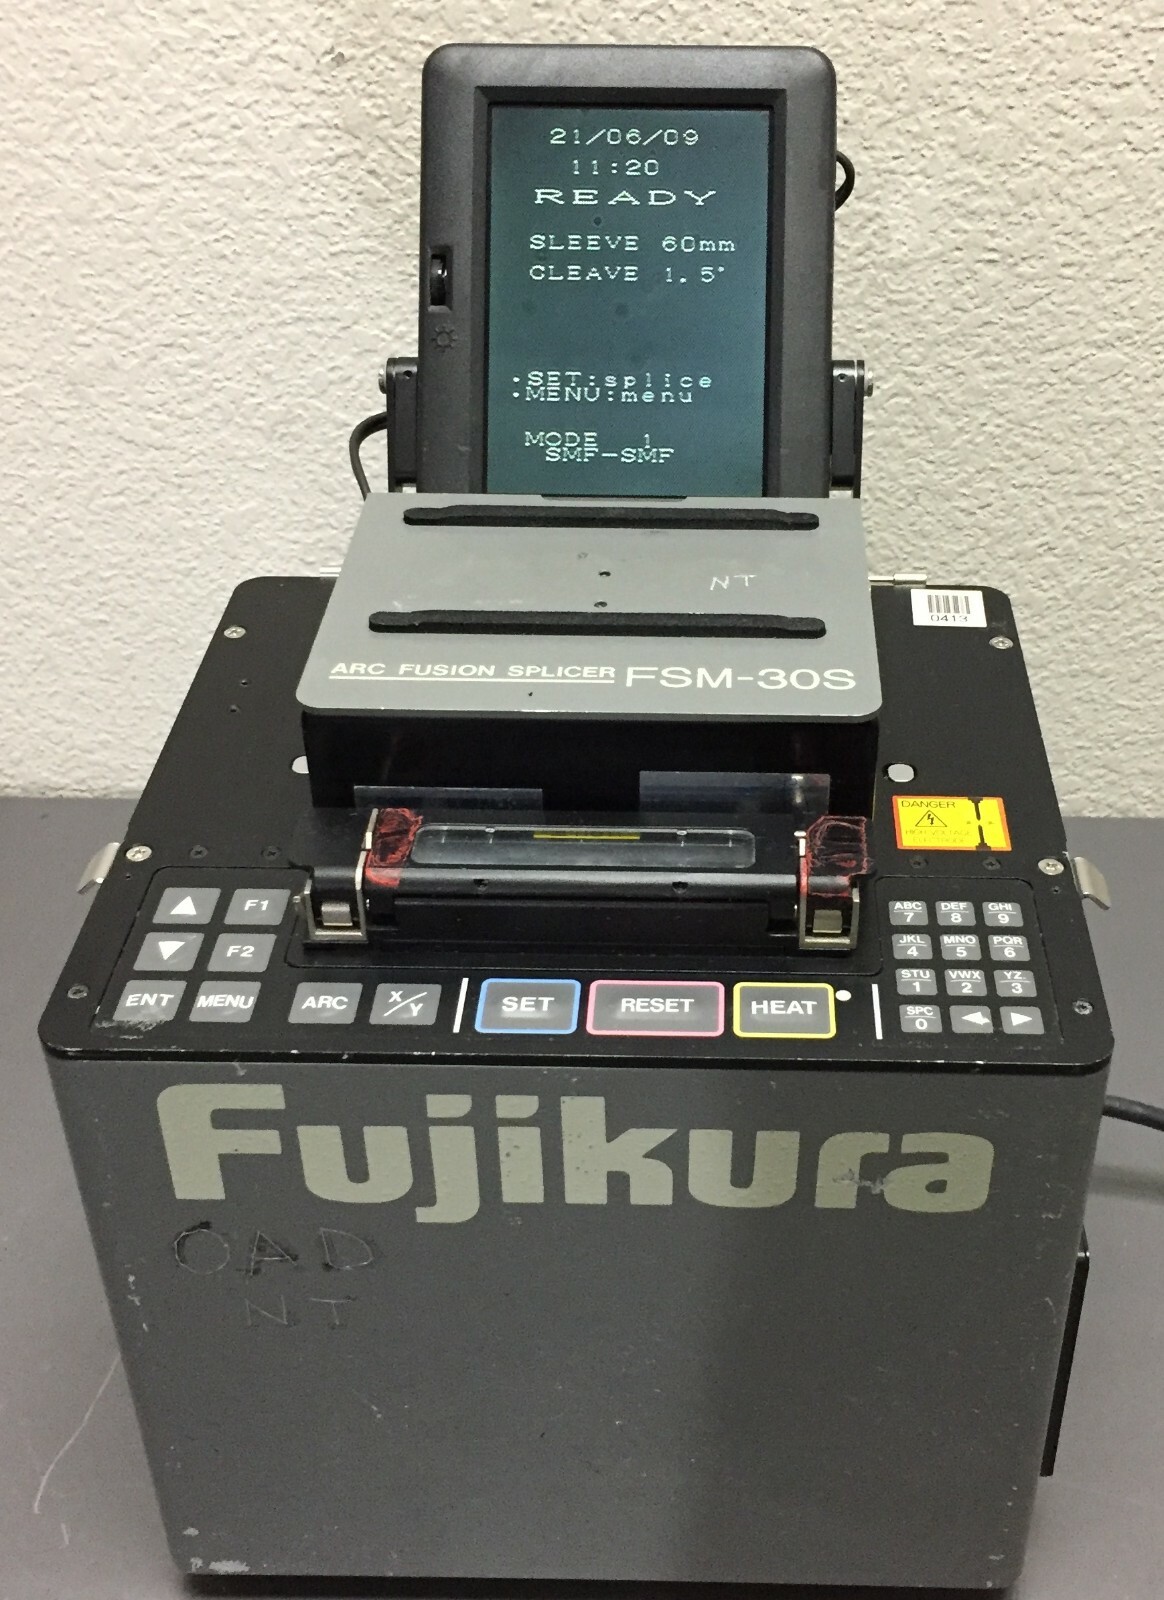 21/06/09
11:20
READY
SLEEVE 60mm
CLEAVE 1.5°
•SET:splice
•MENU:menu
MODE 1
SMF-SMF
NT
0413
ARC FUSION SPLICER FSM-30S
DANGER
HIGH VOLTAGE
▲ F1
▼ F2
ENT MENU ARC X/Y
SET RESET HEAT
ABC 7 DEF 8 GHI 9
JKL 4 MNO 5 PQR 6
STU 1 VWX 2 YZ 3
SPC 0 ◀ ▶
Fujikura
OAD
NT